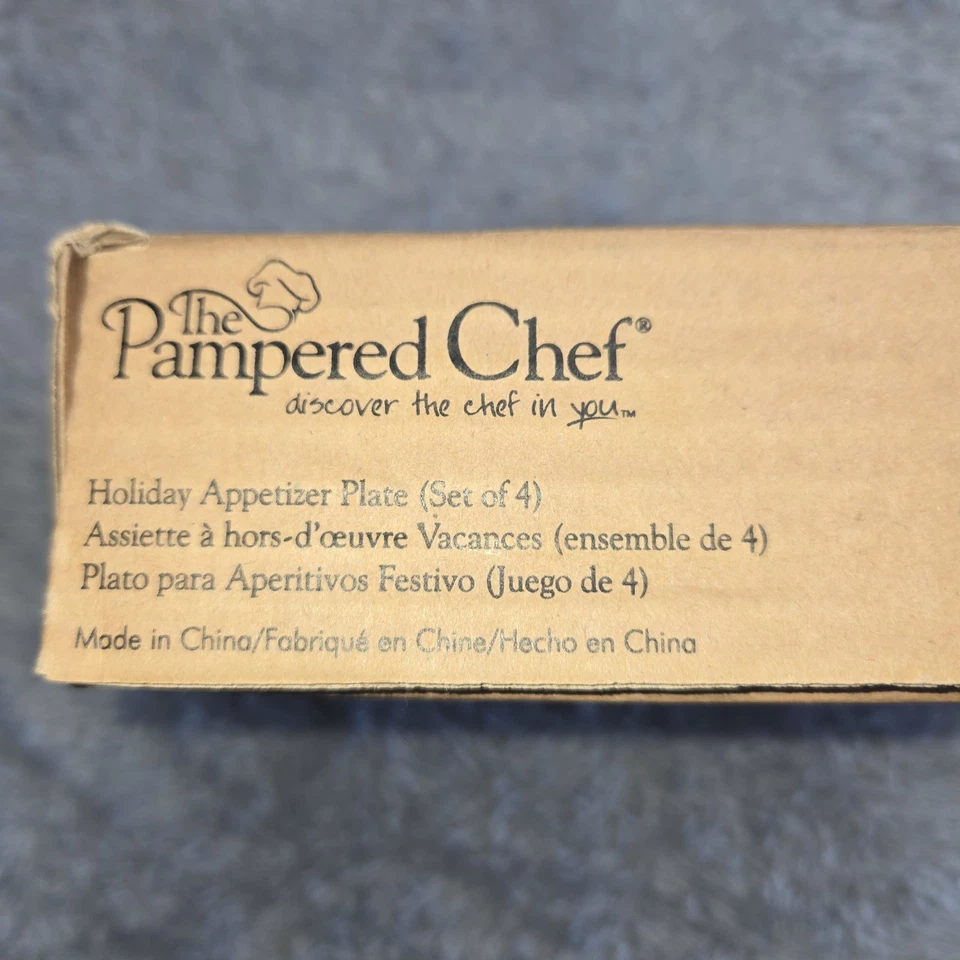 The
Pampered Chef®
discover the chef in you™
Holiday Appetizer Plate (Set of 4)
Assiette à hors-d'œuvre Vacances (ensemble de 4)
Plato para Aperitivos Festivo (Juego de 4)
Made in China/Fabriqué en Chine/Hecho en China